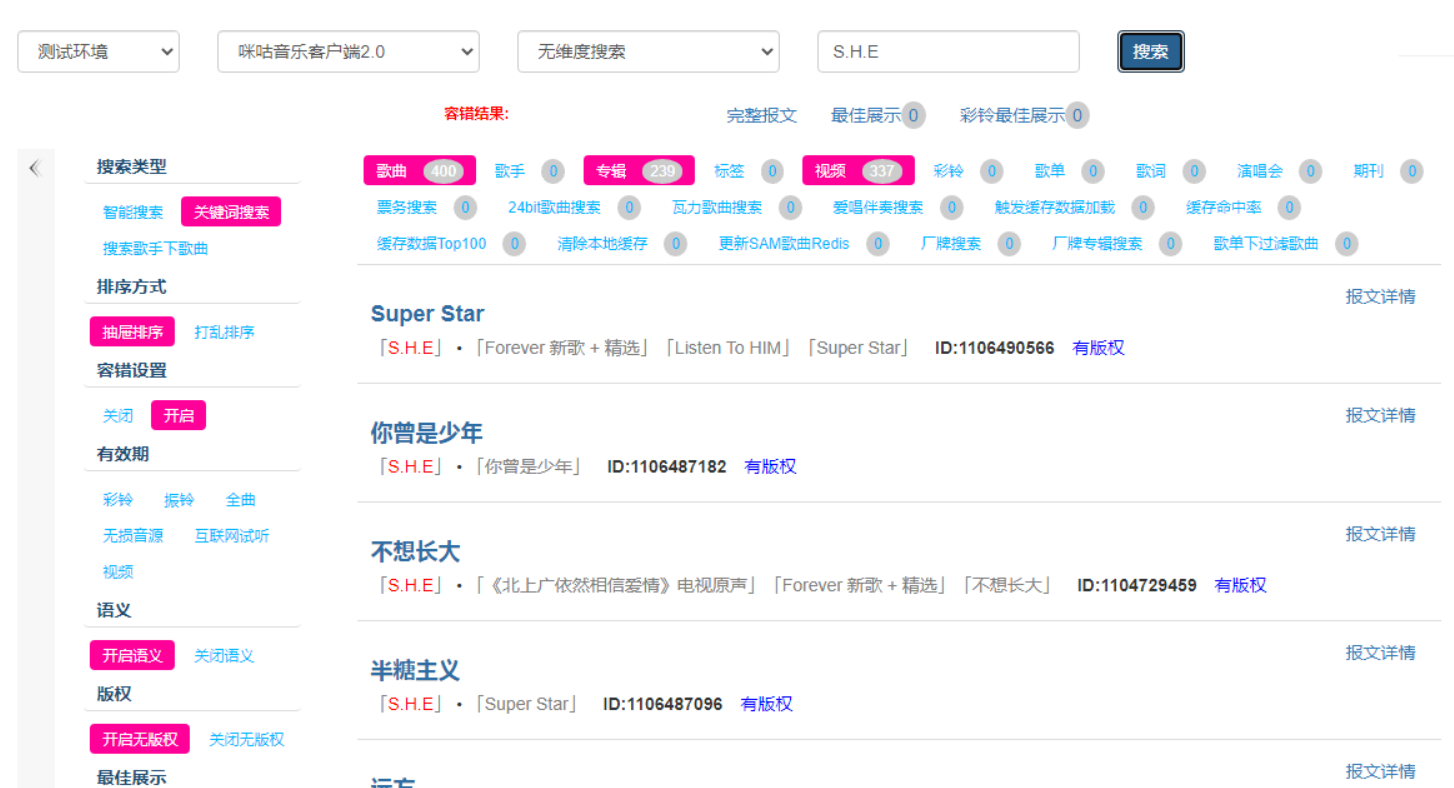 测试环境 咪咕音乐客户端2.0 无维度搜索 S.H.E 搜索
容错结果: 完整报文 最佳展示 0 彩铃最佳展示 0
搜索类型
智能搜索 关键词搜索
搜索歌手下歌曲
排序方式
抽屉排序 打乱排序
容错设置
关闭 开启
有效期
彩铃 振铃 全曲
无损音源 互联网试听
视频
语义
开启语义 关闭语义
版权
开启无版权 关闭无版权
最佳展示
歌曲 400 歌手 0 专辑 239 标签 0 视频 337 彩铃 0 歌单 0 歌词 0 演唱会 0 期刊 0
票务搜索 0 24bit歌曲搜索 0 瓦力歌曲搜索 0 爱唱伴奏搜索 0 触发缓存数据加载 0 缓存命中率 0
缓存数据Top100 0 清除本地缓存 0 更新SAM歌曲Redis 0 厂牌搜索 0 厂牌专辑搜索 0 歌单下过滤歌曲 0
报文详情
Super Star
「S.H.E」 • 「Forever 新歌 + 精选」「Listen To HIM」「Super Star」 ID:1106490566 有版权
报文详情
你曾是少年
「S.H.E」 • 「你曾是少年」 ID:1106487182 有版权
报文详情
不想长大
「S.H.E」 • 「《北上广依然相信爱情》电视原声」「Forever 新歌 + 精选」「不想长大」 ID:1104729459 有版权
报文详情
半糖主义
「S.H.E」 • 「Super Star」 ID:1106487096 有版权
报文详情
远方